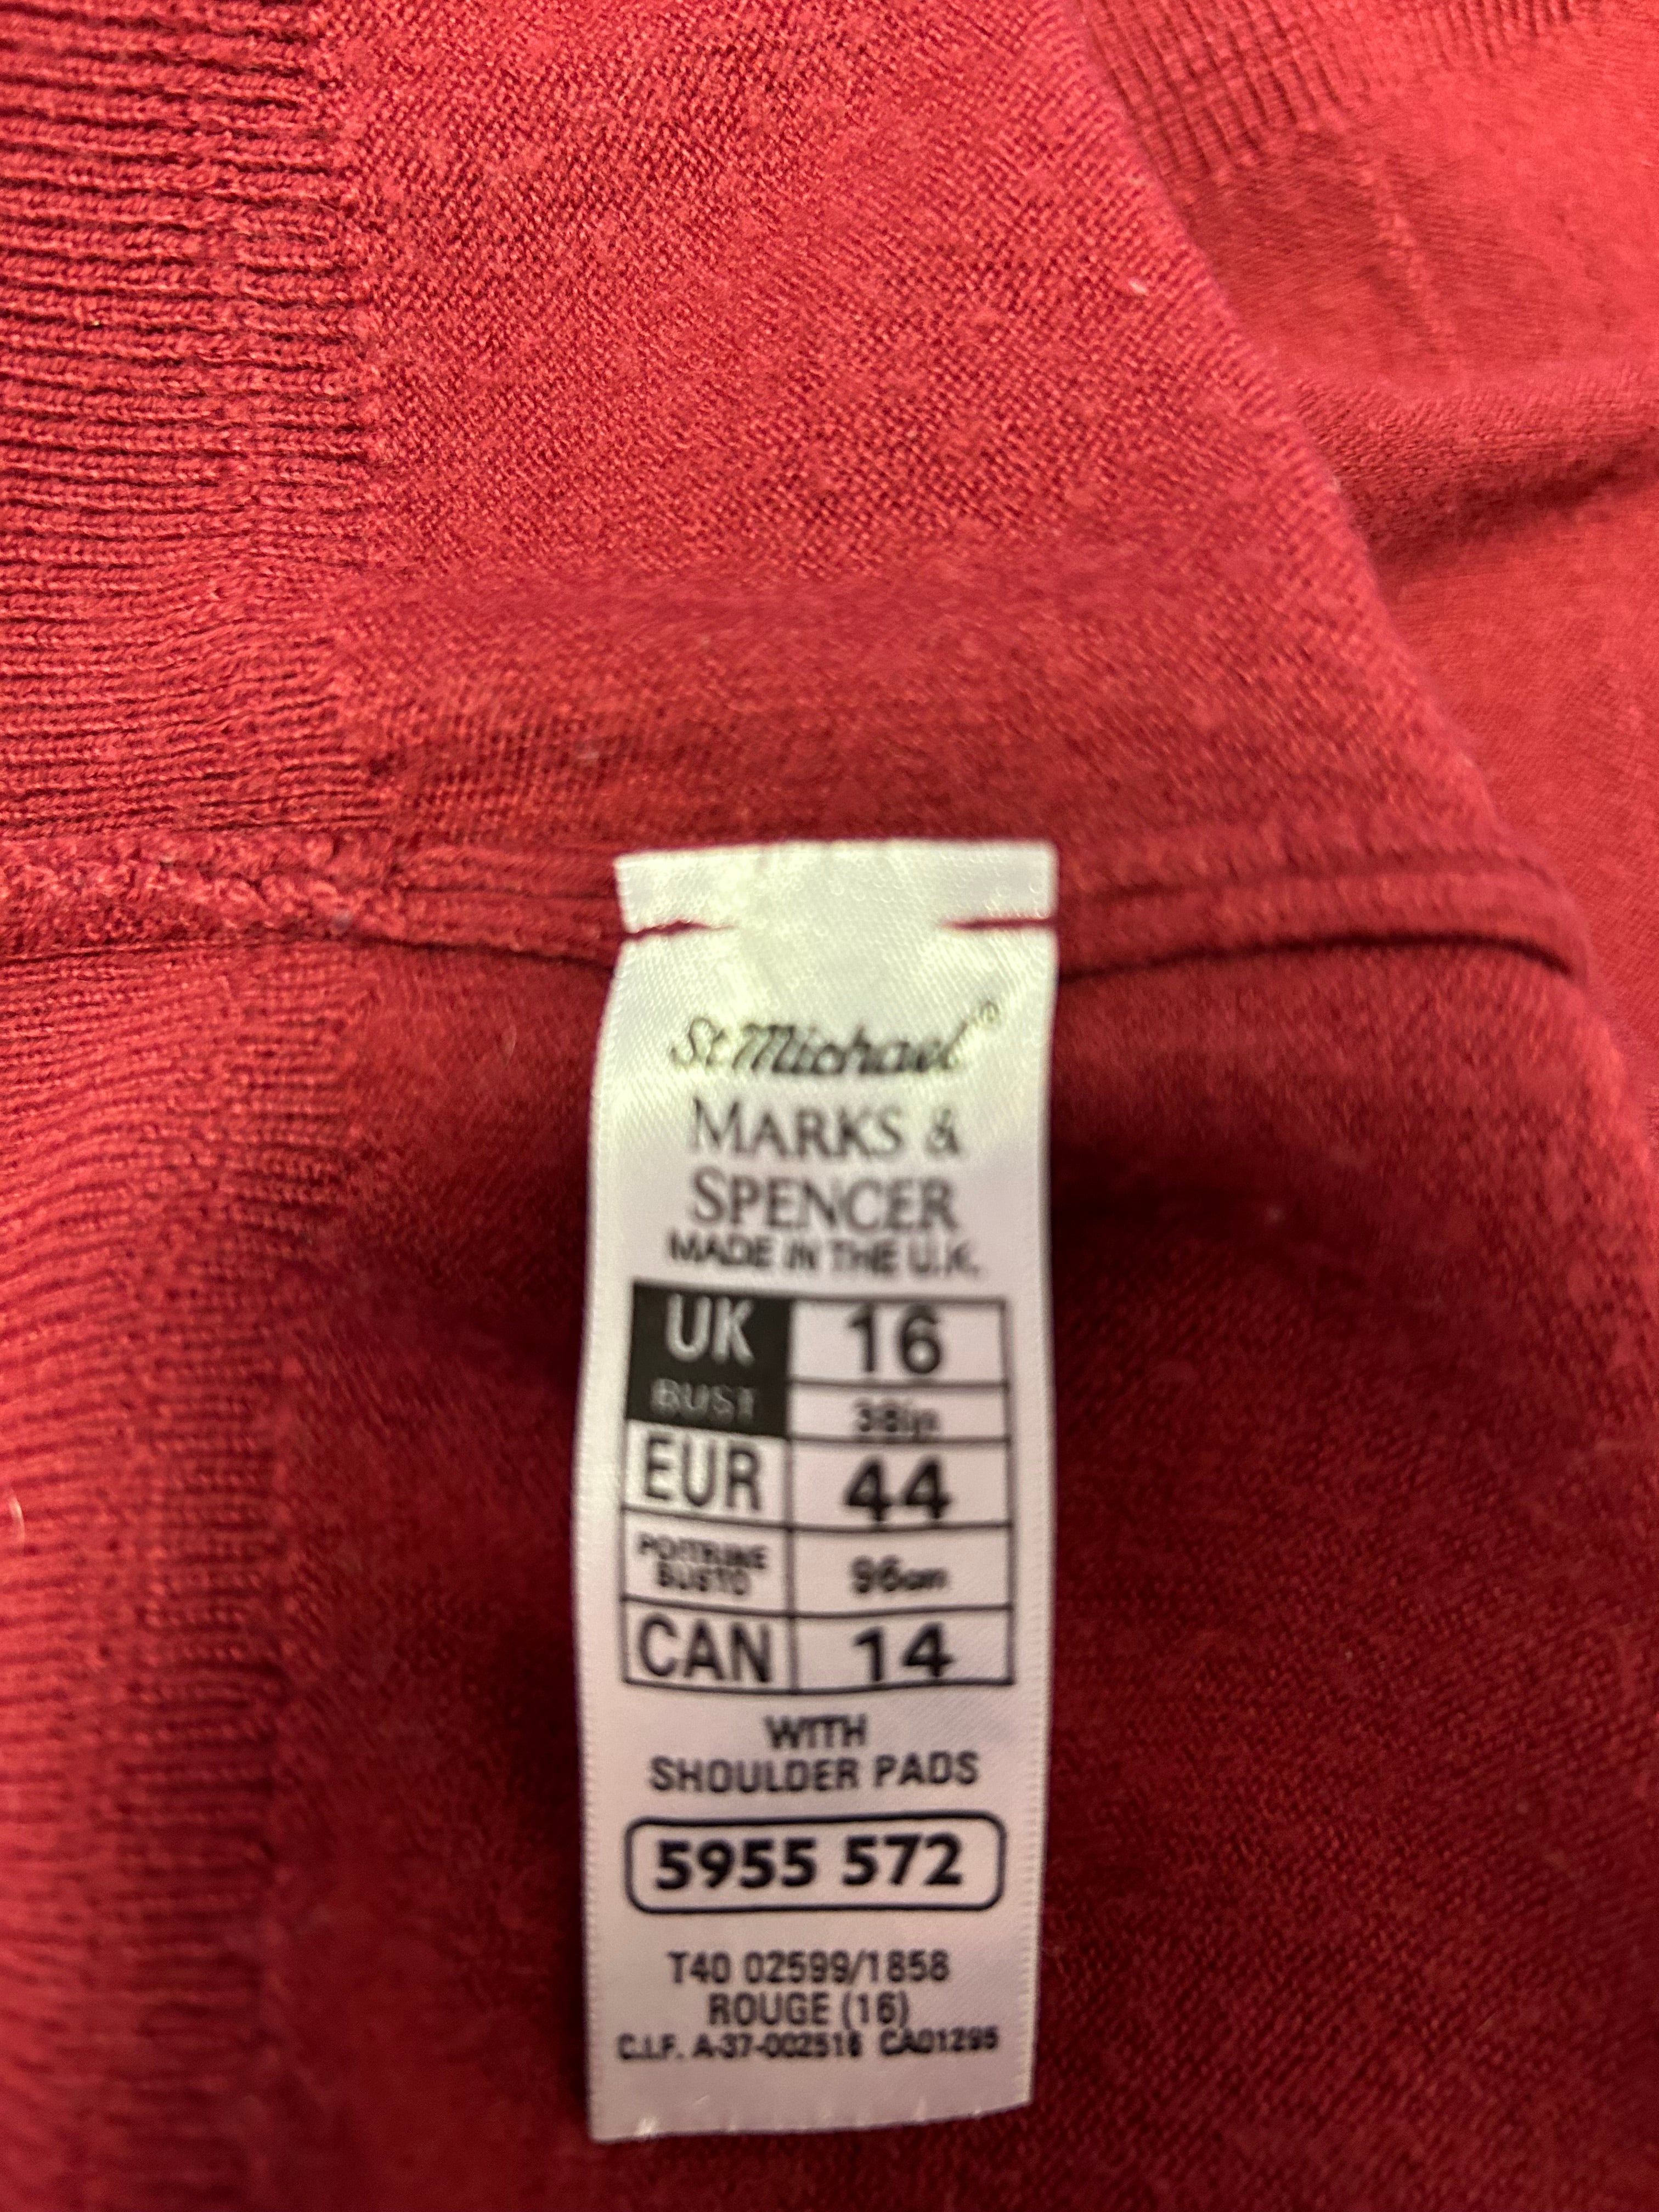 St Michael®
MARKS &
SPENCER
MADE IN THE U.K.
UK 16
BUST 38in
EUR 44
POITRINE
BUSTO 96cm
CAN 14
WITH
SHOULDER PADS
5955 572
T40 02599/1858
ROUGE (16)
C.I.F. A-37-002516 CA01295